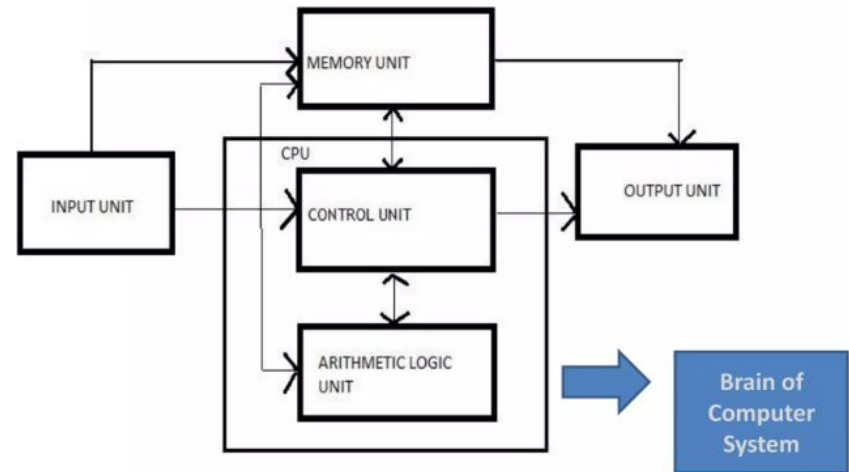 MEMORY UNIT
CPU
INPUT UNIT
CONTROL UNIT
OUTPUT UNIT
ARITHMETIC LOGIC
UNIT
Brain of
Computer
System